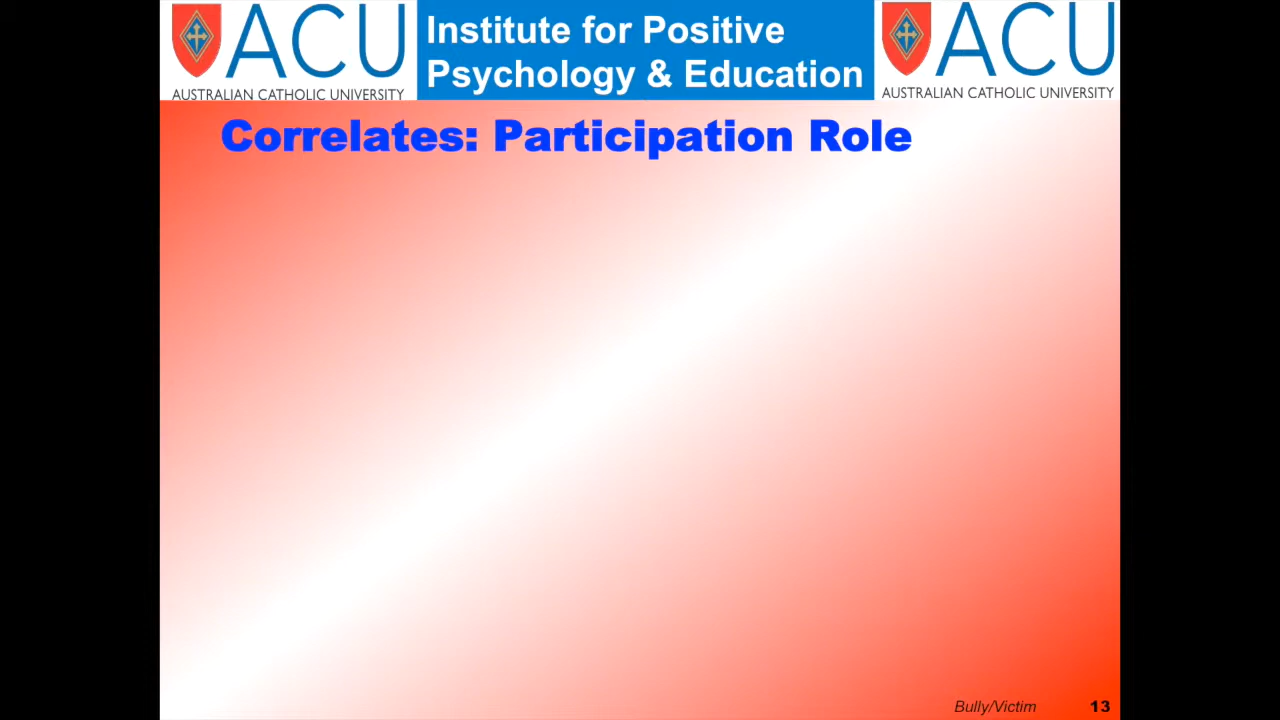 ACU
AUSTRALIAN CATHOLIC UNIVERSITY
Institute for Positive
Psychology & Education
ACU
AUSTRALIAN CATHOLIC UNIVERSITY
Correlates: Participation Role
Bully/Victim
13